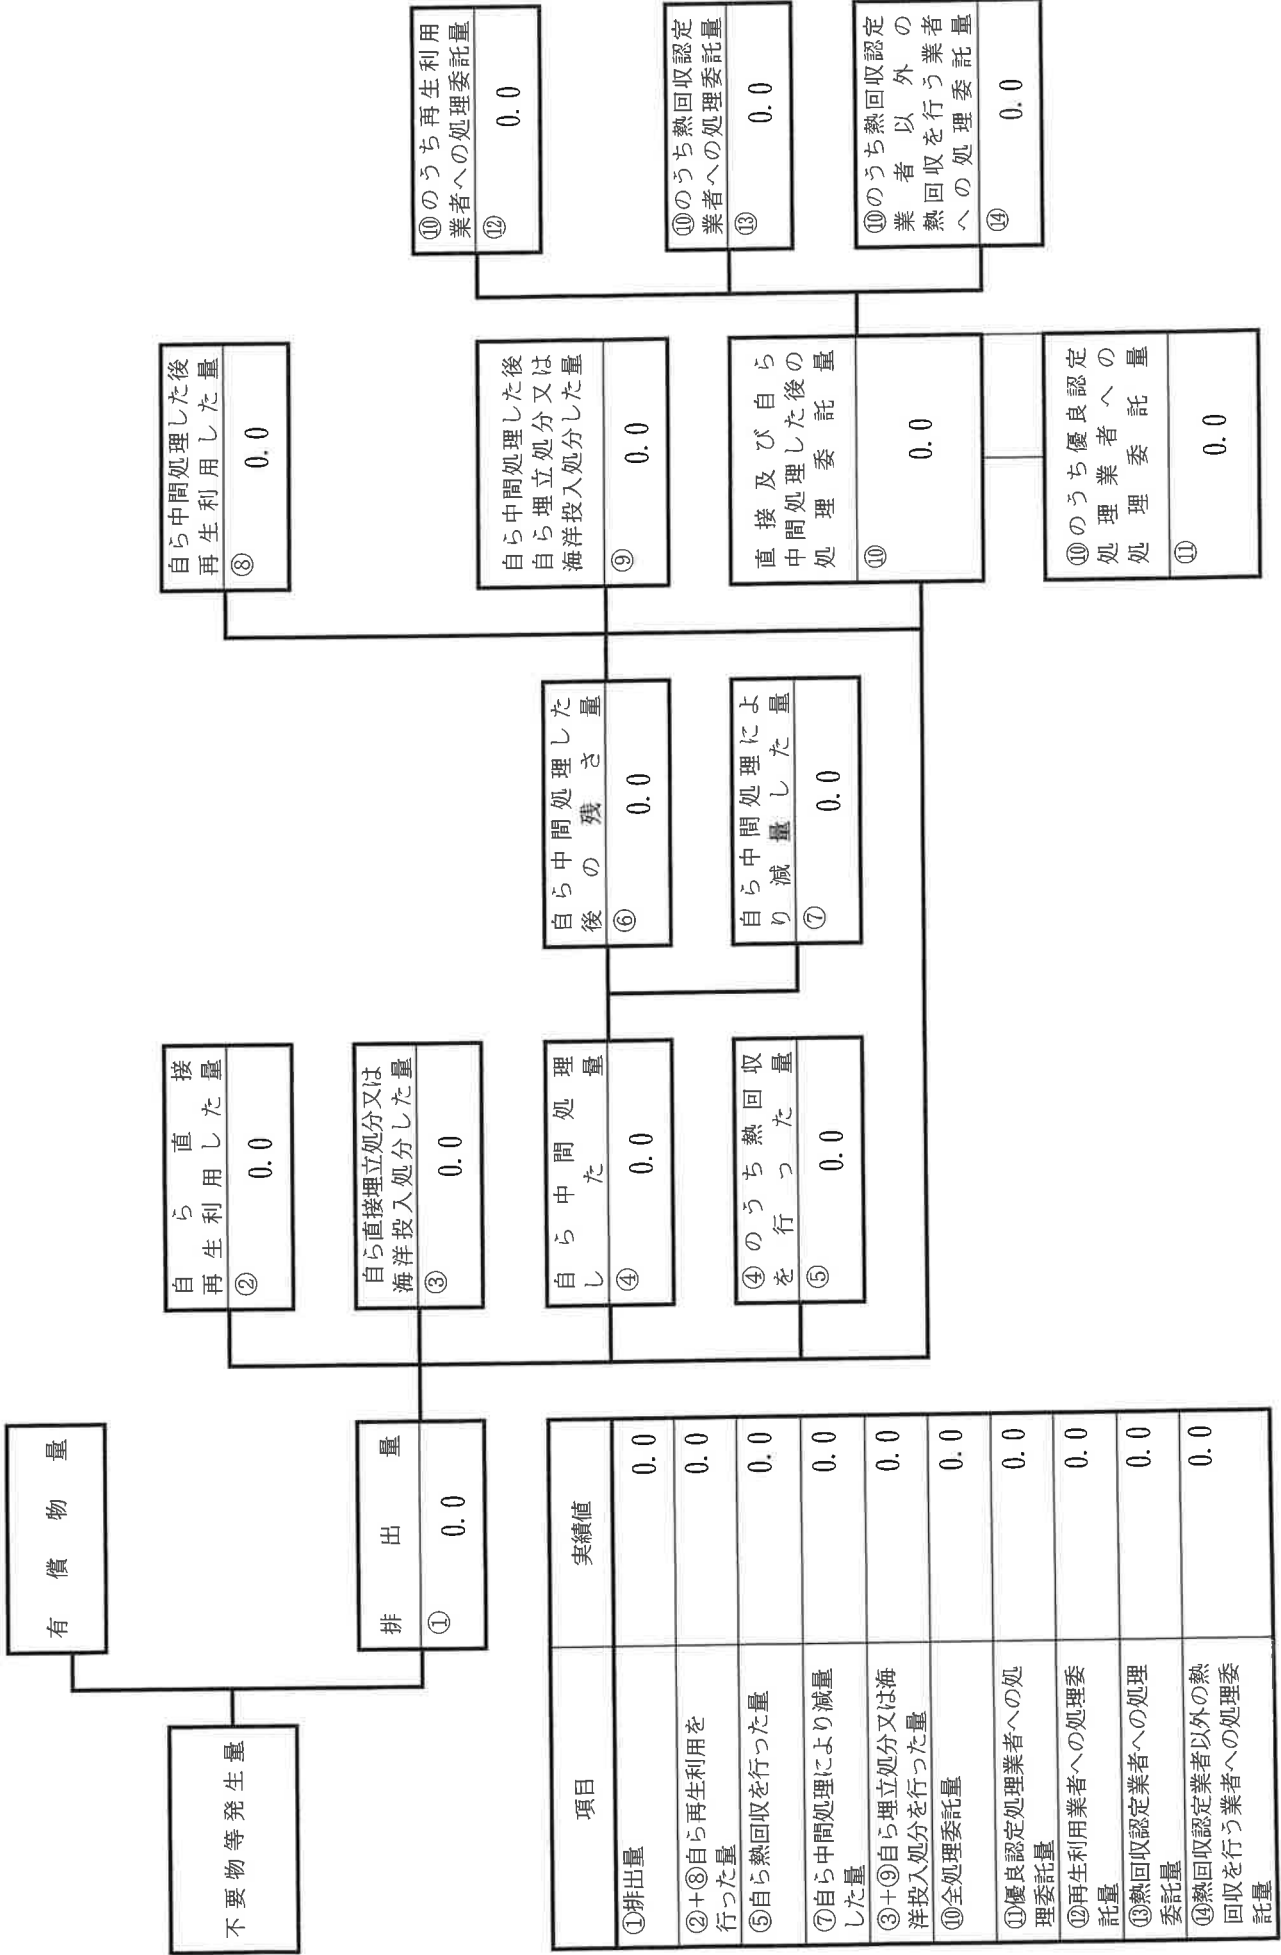 不要物等発生量
有償物量
排出量
①
0.0
自ら直接
再生利用した量
②
0.0
自ら直接埋立処分又は
海洋投入処分した量
③
0.0
自ら中間処理
した量
④
0.0
④のうち熱回収
を行った量
⑤
0.0
自ら中間処理した
後の残さ量
⑥
0.0
自ら中間処理によ
り減量した量
⑦
0.0
自ら中間処理した後
再生利用した量
⑧
0.0
自ら中間処理した後
自ら埋立処分又は
海洋投入処分した量
⑨
0.0
直接及び自ら
中間処理した後の
処理委託量
⑩
0.0
⑩のうち優良認定
処理業者への
処理委託量
⑪
0.0
⑩のうち再生利用
業者への処理委託量
⑫
0.0
⑩のうち熱回収認定
業者への処理委託量
⑬
0.0
⑩のうち熱回収認定
業者以外の
熱回収を行う業者
への処理委託量
⑭
0.0
項目
実績値
①排出量
0.0
②+⑧自ら再生利用を
行った量
0.0
⑤自ら熱回収を行った量
0.0
⑦自ら中間処理により減量
した量
0.0
③+⑨自ら埋立処分又は海
洋投入処分を行った量
0.0
⑩全処理委託量
0.0
⑪優良認定処理業者への処
理委託量
0.0
⑫再生利用業者への処理委
託量
0.0
⑬熱回収認定業者への処理
委託量
0.0
⑭熱回収認定業者以外の熱
回収を行う業者への処理委
託量
0.0